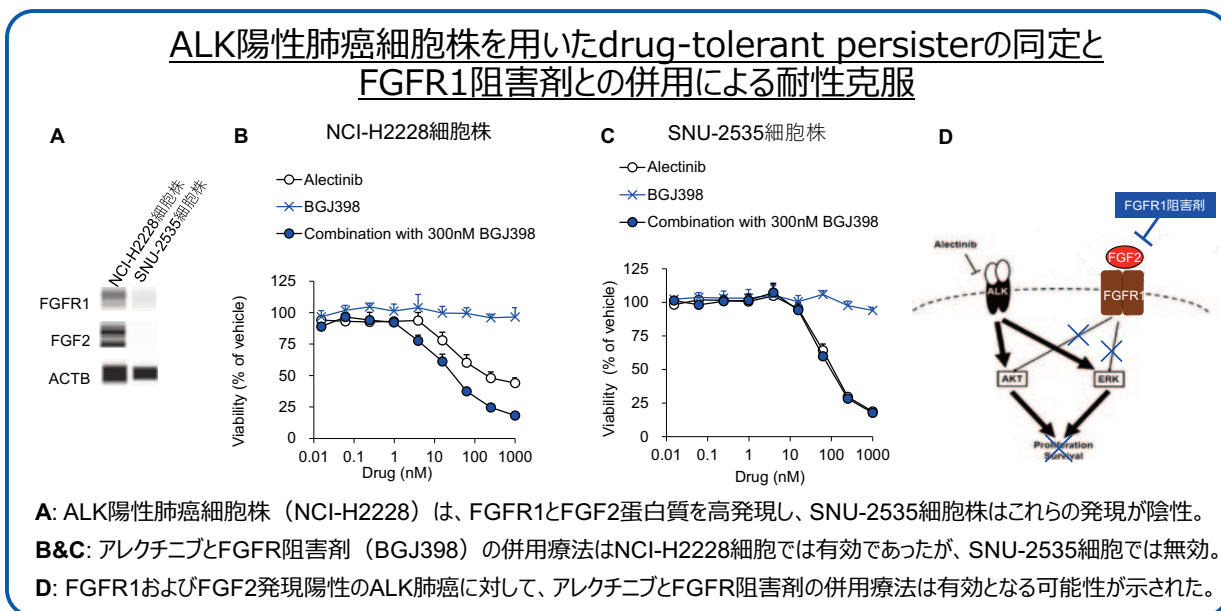 ALK陽性肺癌細胞株を用いたdrug-tolerant persisterの同定と
FGFR1阻害剤との併用による耐性克服
A
NCI-H2228細胞株
SNU-2535細胞株
FGFR1
FGF2
ACTB
B
NCI-H2228細胞株
Alectinib
BGJ398
Combination with 300nM BGJ398
Viability (% of vehicle)
125
100
75
50
25
0
0.01 0.1 1 10 100 1000
Drug (nM)
C
SNU-2535細胞株
Alectinib
BGJ398
Combination with 300nM BGJ398
Viability (% of vehicle)
125
100
75
50
25
0
0.01 0.1 1 10 100 1000
Drug (nM)
D
FGFR1阻害剤
Alectinib
FGF2
ALK
FGFR1
AKT
ERK
Proliferation
Survival
A: ALK陽性肺癌細胞株（NCI-H2228）は、FGFR1とFGF2蛋白質を高発現し、SNU-2535細胞株はこれらの発現が陰性。
B&C: アレクチニブとFGFR阻害剤（BGJ398）の併用療法はNCI-H2228細胞では有効であったが、SNU-2535細胞では無効。
D: FGFR1およびFGF2発現陽性のALK肺癌に対して、アレクチニブとFGFR阻害剤の併用療法は有効となる可能性が示された。